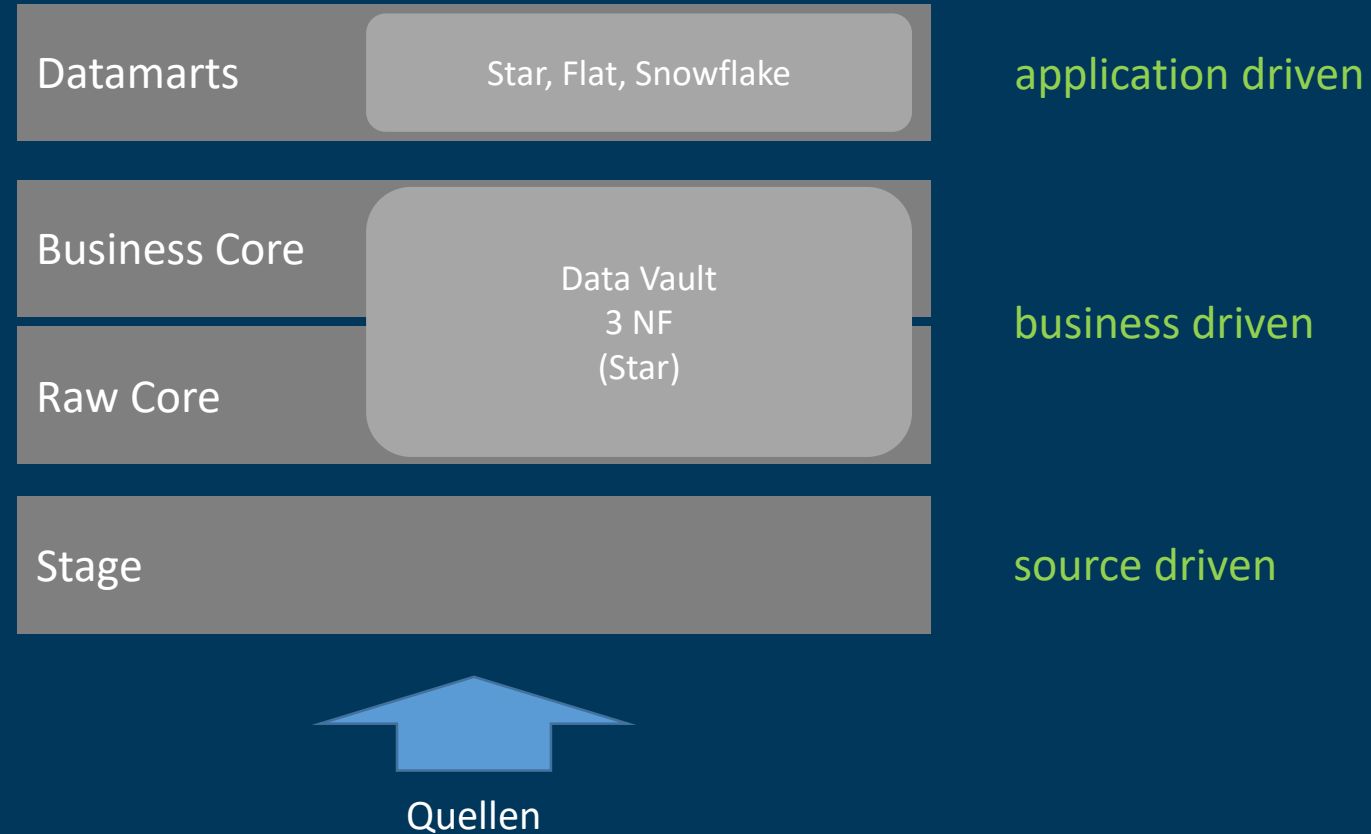 Datamarts
Star, Flat, Snowflake
application driven
Business Core
Data Vault
3 NF
(Star)
business driven
Raw Core
Stage
source driven
Quellen